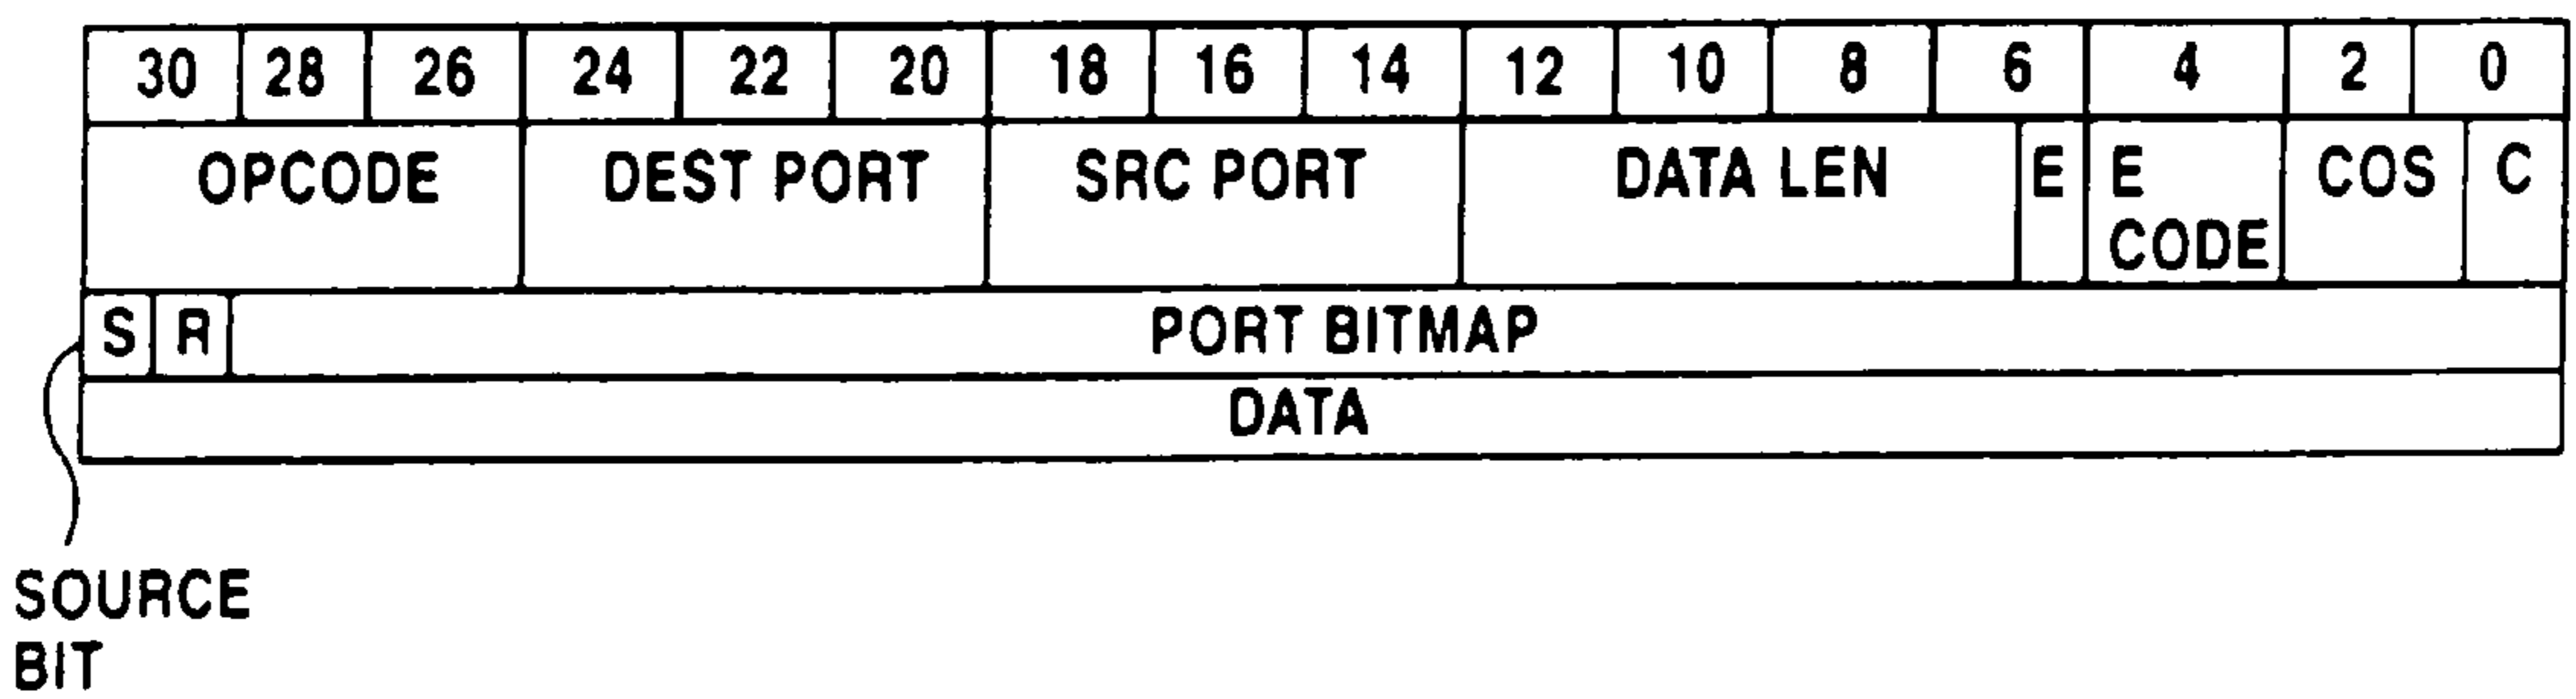 30 28 26 24 22 20 18 16 14 12 10 8 6 4 2 0
OPCODE DEST PORT SRC PORT DATA LEN E E CODE COS C
S R PORT BITMAP
DATA
SOURCE
BIT